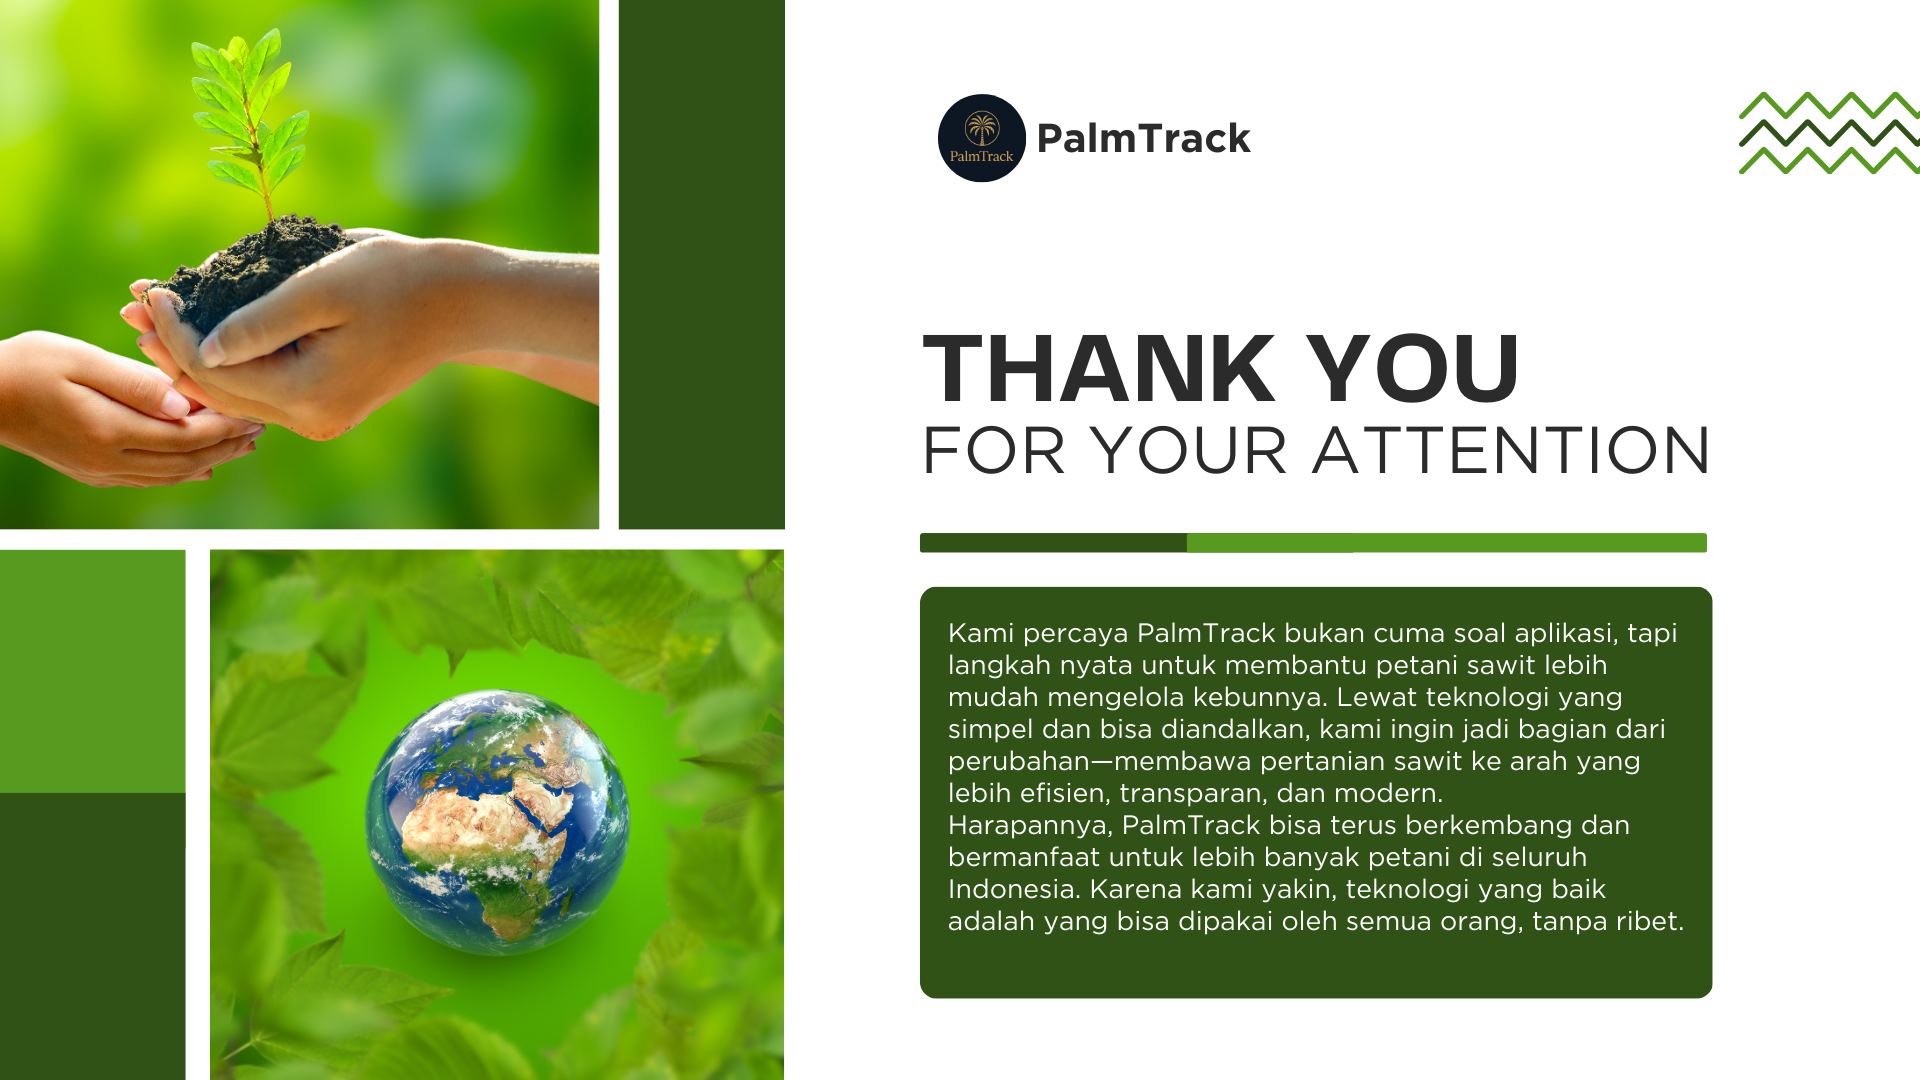 PalmTrack
PalmTrack
THANK YOU
FOR YOUR ATTENTION
Kami percaya PalmTrack bukan cuma soal aplikasi, tapi
langkah nyata untuk membantu petani sawit lebih
mudah mengelola kebunnya. Lewat teknologi yang
simpel dan bisa diandalkan, kami ingin jadi bagian dari
perubahan—membawa pertanian sawit ke arah yang
lebih efisien, transparan, dan modern.
Harapannya, PalmTrack bisa terus berkembang dan
bermanfaat untuk lebih banyak petani di seluruh
Indonesia. Karena kami yakin, teknologi yang baik
adalah yang bisa dipakai oleh semua orang, tanpa ribet.